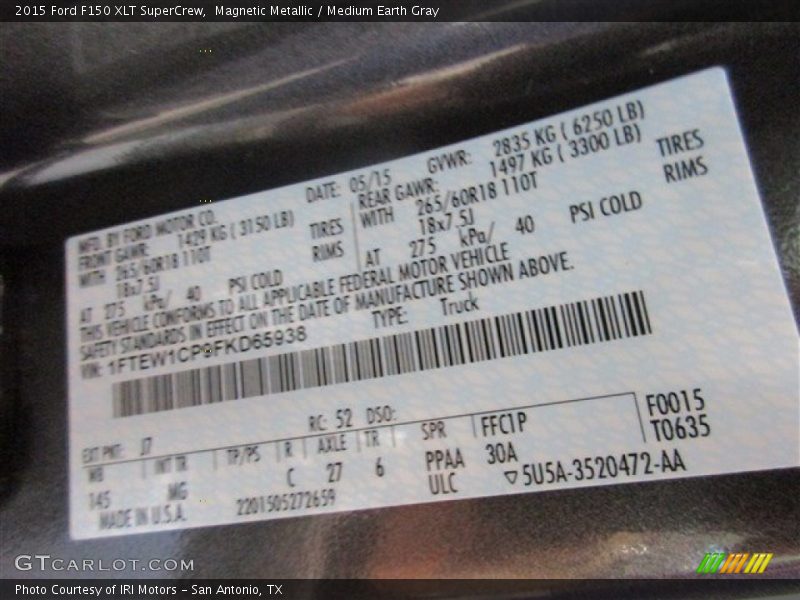 2015 Ford F150 XLT SuperCrew, Magnetic Metallic / Medium Earth Gray
MFD. BY FORD MOTOR CO. DATE: 05/15 GVWR: 2835 KG ( 6250 LB)
FRONT GAWR: 1429 KG ( 3150 LB) REAR GAWR: 1497 KG ( 3300 LB)
WITH 265/60R18 110T TIRES WITH 265/60R18 110T TIRES
18x7.5J RIMS 18x7.5J RIMS
AT 275 kPa/ 40 PSI COLD AT 275 kPa/ 40 PSI COLD
THIS VEHICLE CONFORMS TO ALL APPLICABLE FEDERAL MOTOR VEHICLE
SAFETY STANDARDS IN EFFECT ON THE DATE OF MANUFACTURE SHOWN ABOVE.
VIN: 1FTEW1CP9FKD65938 TYPE: Truck
EXT PNT: J7 RC: 52 DSO: F0015
WB INT TR TP/PS R AXLE TR SPR FFC1P T0635
145 MG C 27 6 PPAA 30A
MADE IN U.S.A. 2201505272659 ULC ▽5U5A-3520472-AA
GTCARLOT.COM
Photo Courtesy of IRI Motors – San Antonio, TX